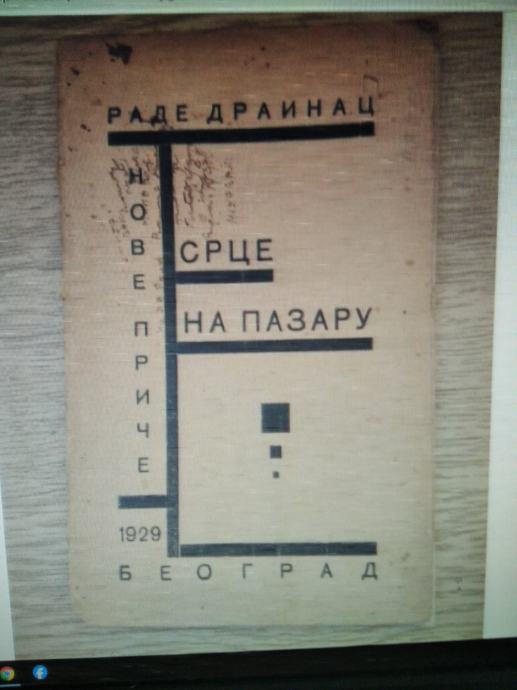 РАДЕ ДРАИНАЦ
НОВЕ ПРИЧЕ
СРЦЕ
НА ПАЗАРУ
1929
БЕОГРАД